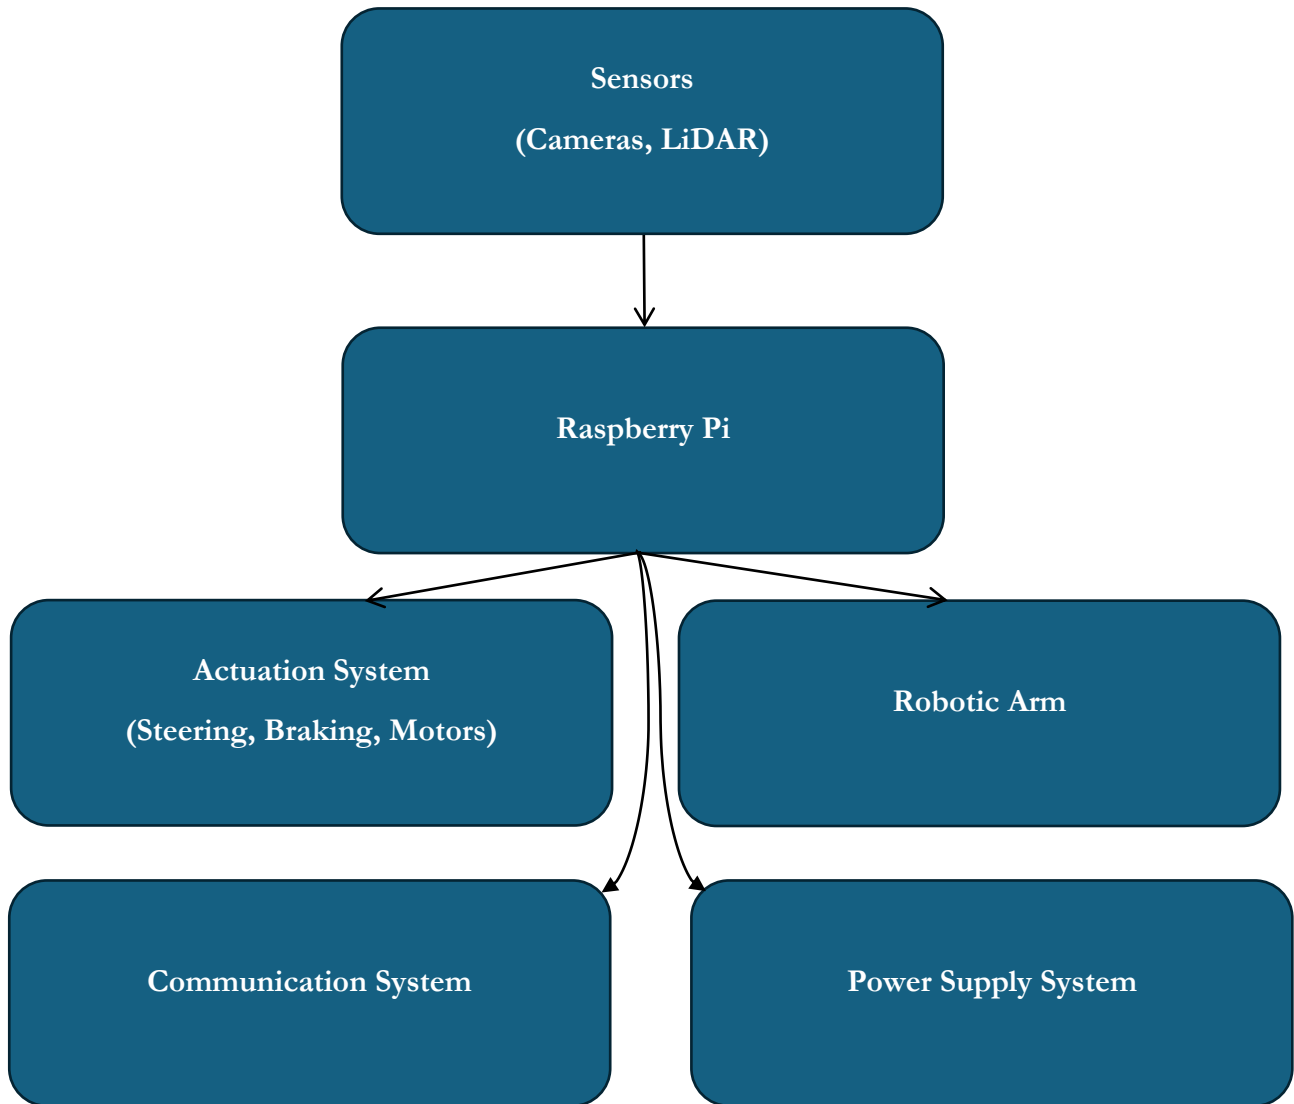 Sensors
(Cameras, LiDAR)
Raspberry Pi
Actuation System
(Steering, Braking, Motors)
Robotic Arm
Communication System
Power Supply System